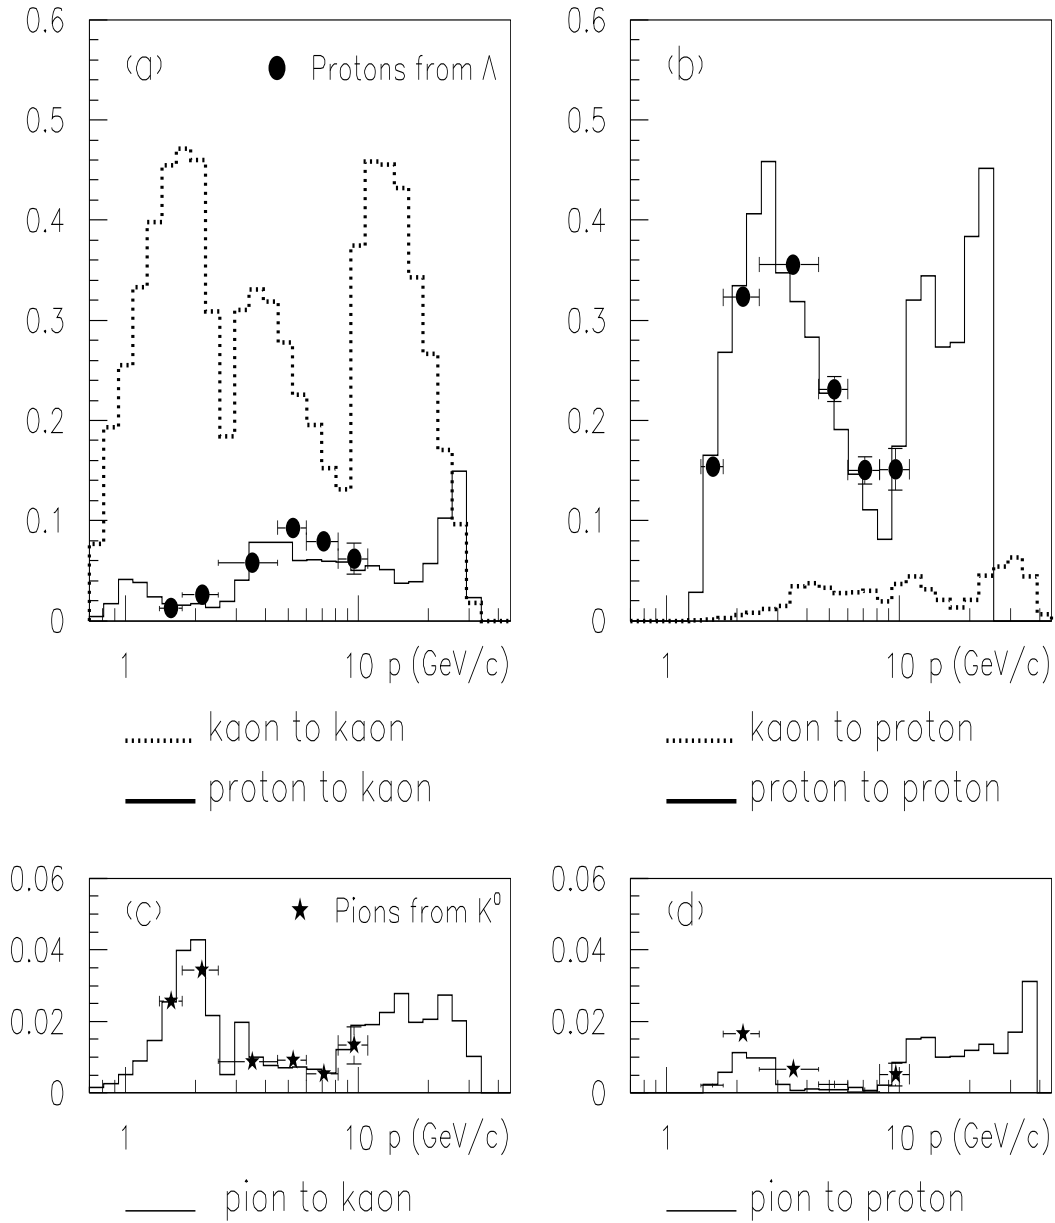 0.6
(a)
● Protons from Λ
0.5
0.4
0.3
0.2
0.1
0
1
10 p (GeV/c)
kaon to kaon
proton to kaon
0.6
(b)
0.5
0.4
0.3
0.2
0.1
0
1
10 p (GeV/c)
kaon to proton
proton to proton
0.06
(c)
★ Pions from K⁰
0.04
0.02
0
1
10 p (GeV/c)
pion to kaon
0.06
(d)
0.04
0.02
0
1
10 p (GeV/c)
pion to proton